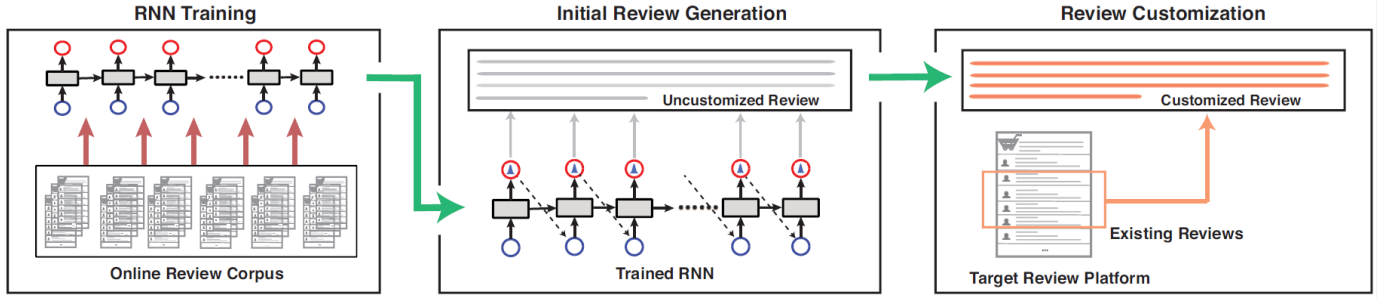 RNN Training
Online Review Corpus
Initial Review Generation
Uncustomized Review
Trained RNN
Review Customization
Customized Review
Existing Reviews
Target Review Platform